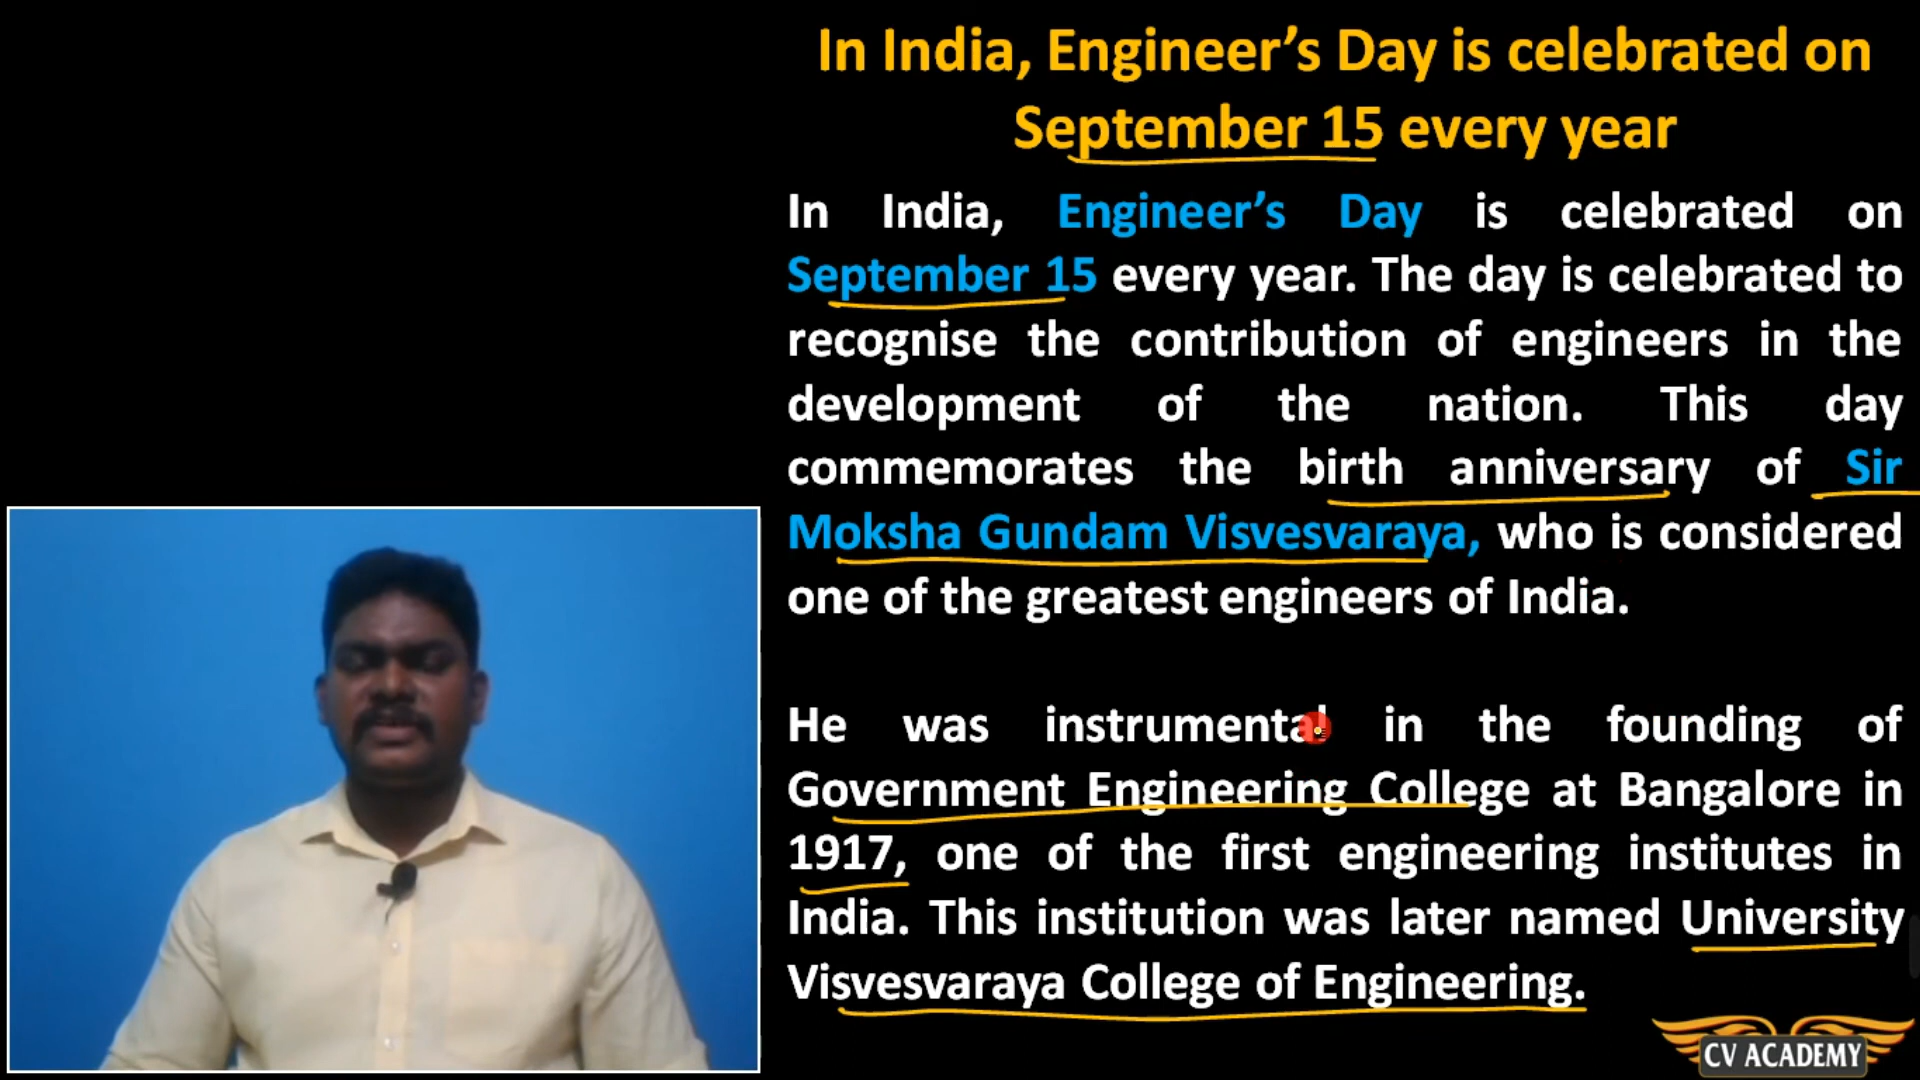 In India, Engineer’s Day is celebrated on
September 15 every year
In India, Engineer’s Day is celebrated on
September 15 every year. The day is celebrated to
recognise the contribution of engineers in the
development of the nation. This day
commemorates the birth anniversary of Sir
Moksha Gundam Visvesvaraya, who is considered
one of the greatest engineers of India.
He was instrumental in the founding of
Government Engineering College at Bangalore in
1917, one of the first engineering institutes in
India. This institution was later named University
Visvesvaraya College of Engineering.
CV ACADEMY